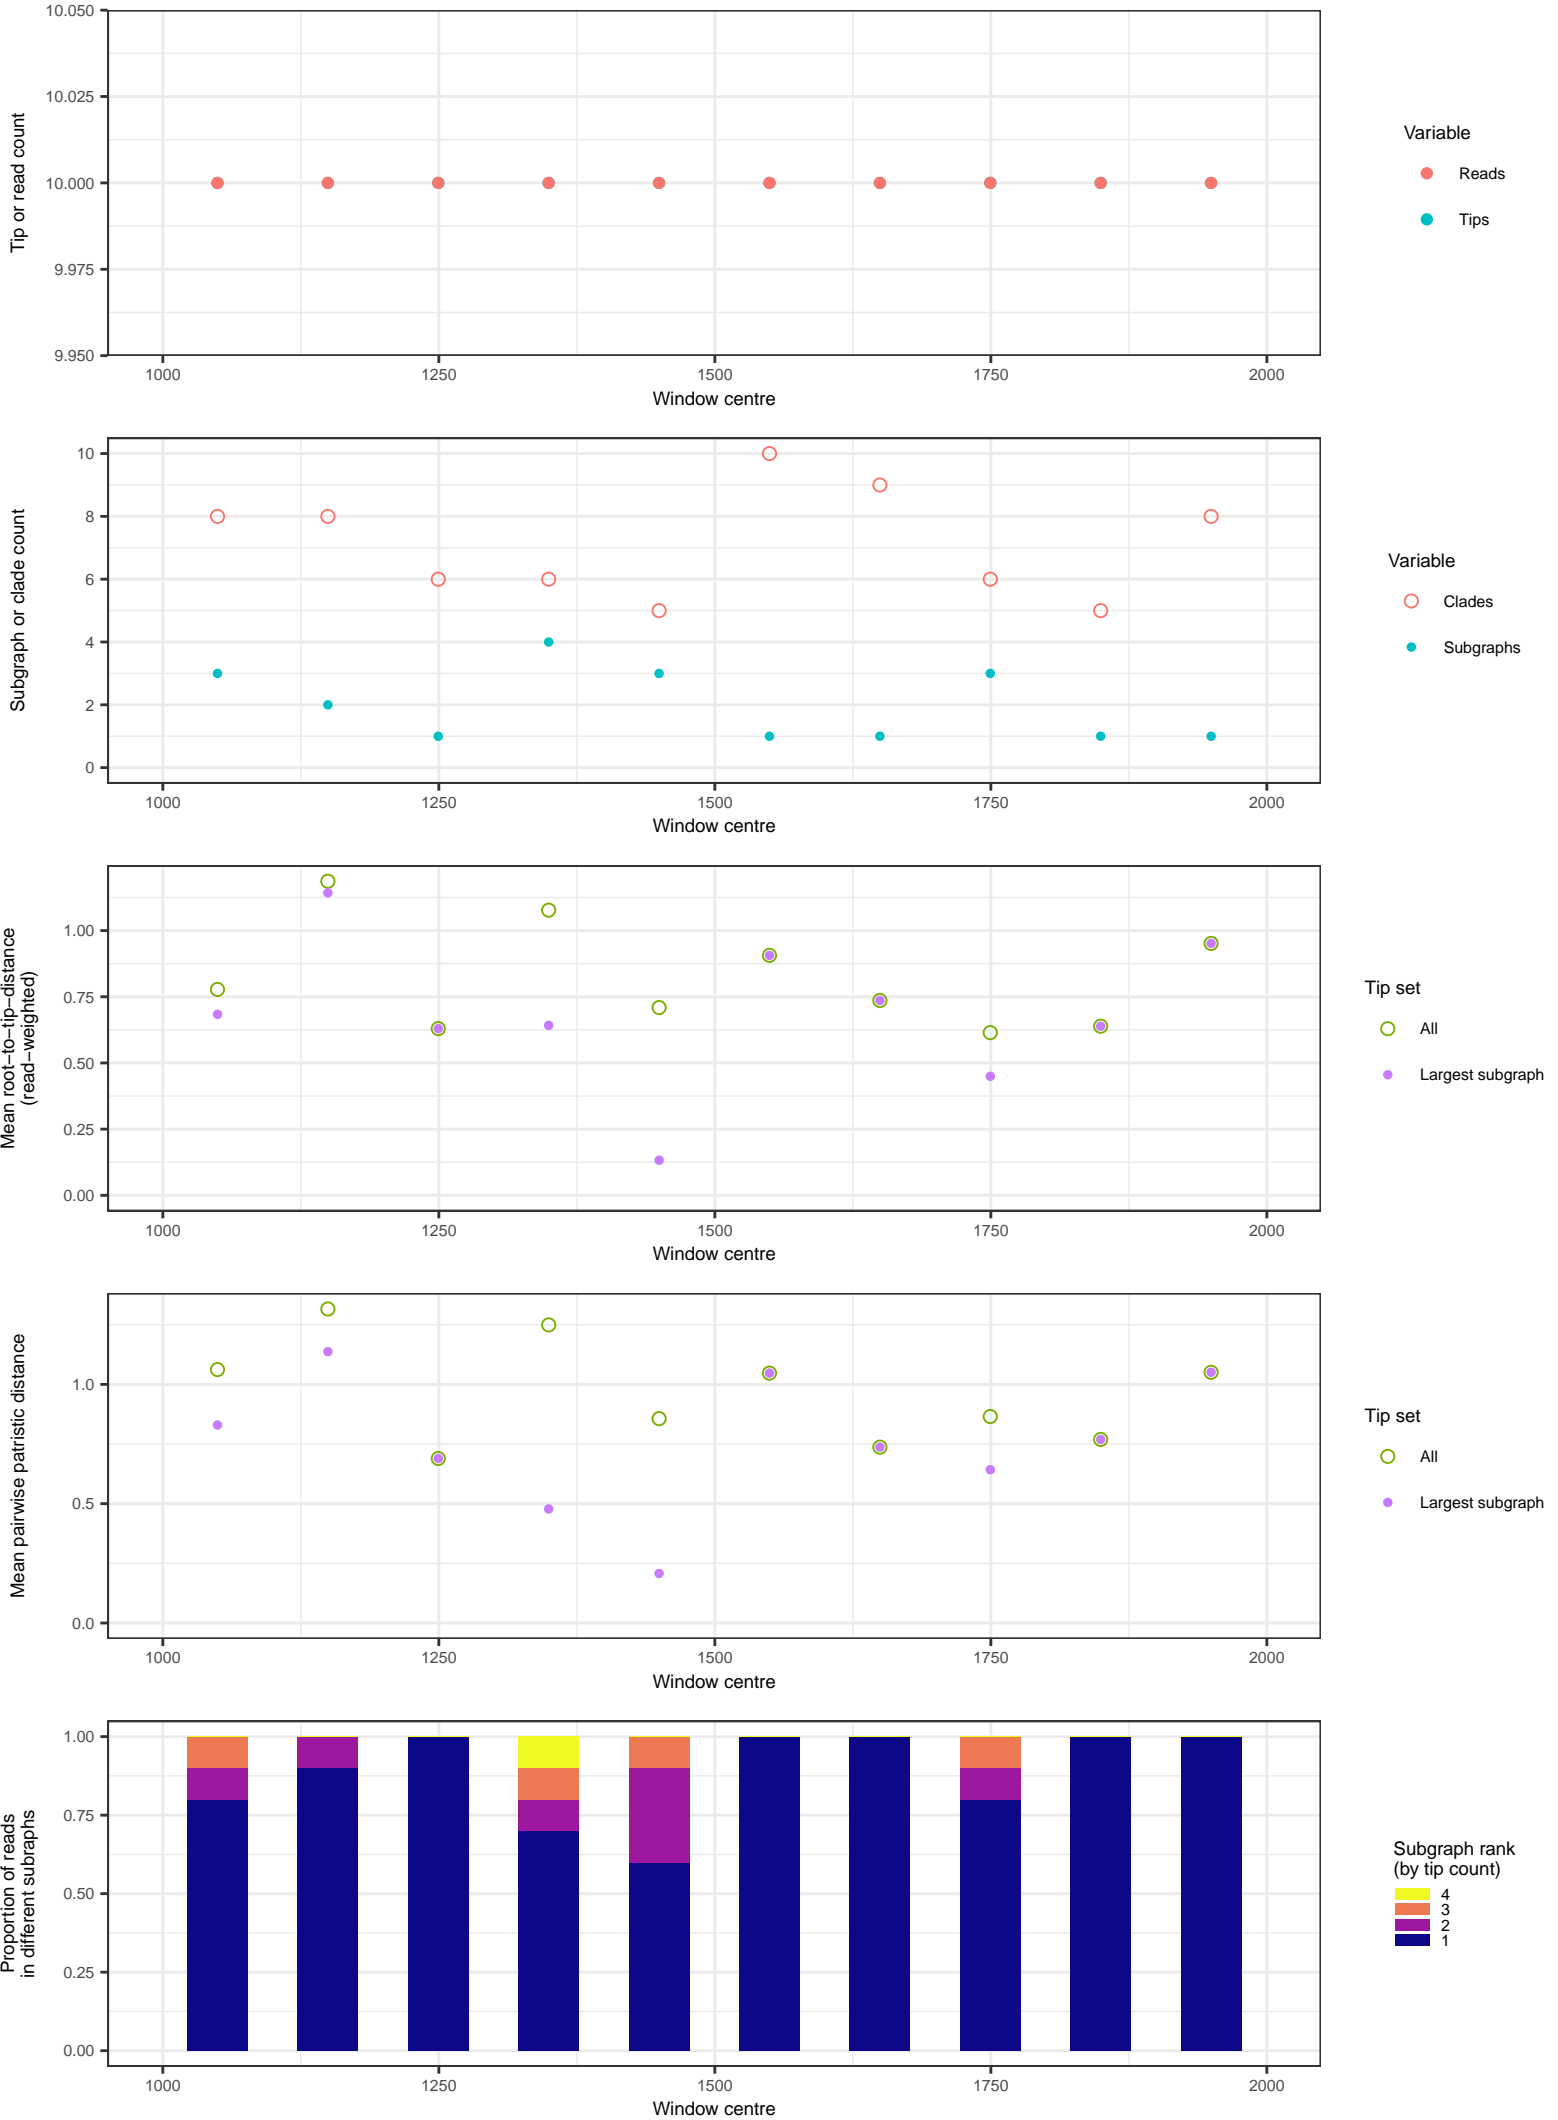 10.050
10.025
10.000
9.975
9.950
Tip or read count
1000 1250 1500 1750 2000
Window centre
Variable
Reads
Tips
10
8
6
4
2
0
Subgraph or clade count
1000 1250 1500 1750 2000
Window centre
Variable
Clades
Subgraphs
1.00
0.75
0.50
0.25
0.00
Mean root−to−tip−distance
(read−weighted)
1000 1250 1500 1750 2000
Window centre
Tip set
All
Largest subgraph
1.0
0.5
0.0
Mean pairwise patristic distance
1000 1250 1500 1750 2000
Window centre
Tip set
All
Largest subgraph
1.00
0.75
0.50
0.25
0.00
Proportion of reads
in different subraphs
1000 1250 1500 1750 2000
Window centre
Subgraph rank
(by tip count)
4
3
2
1